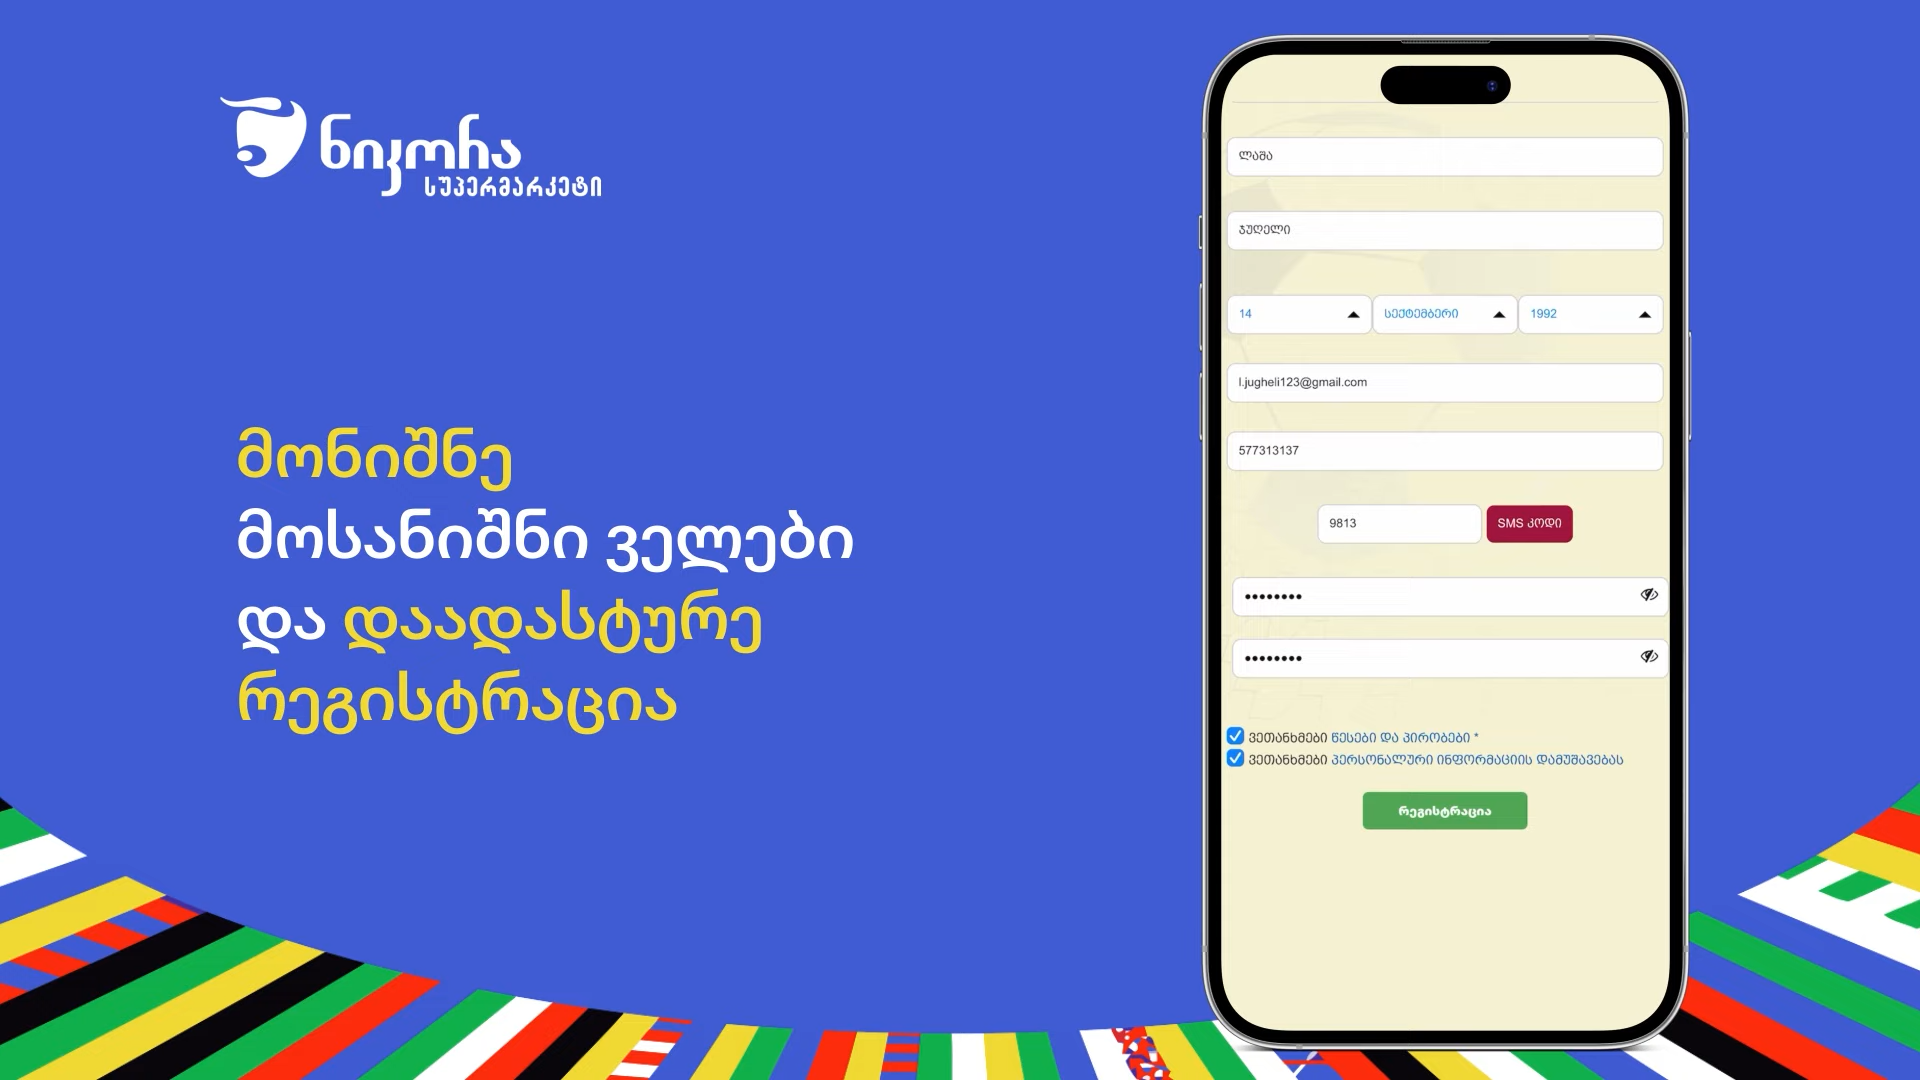 ნიკორა
სუპერმარკეტი
მონიშნე
მოსანიშნი ველები
და დაადასტურე
რეგისტრაცია
ლაშა
ჯუღელი
14 სექტემბერი 1992
l.jugheli123@gmail.com
577313137
9813 SMS კოდი
••••••••
••••••••
ვეთანხმები წესები და პირობები *
ვეთანხმები პერსონალური ინფორმაციის დამუშავებას
რეგისტრაცია